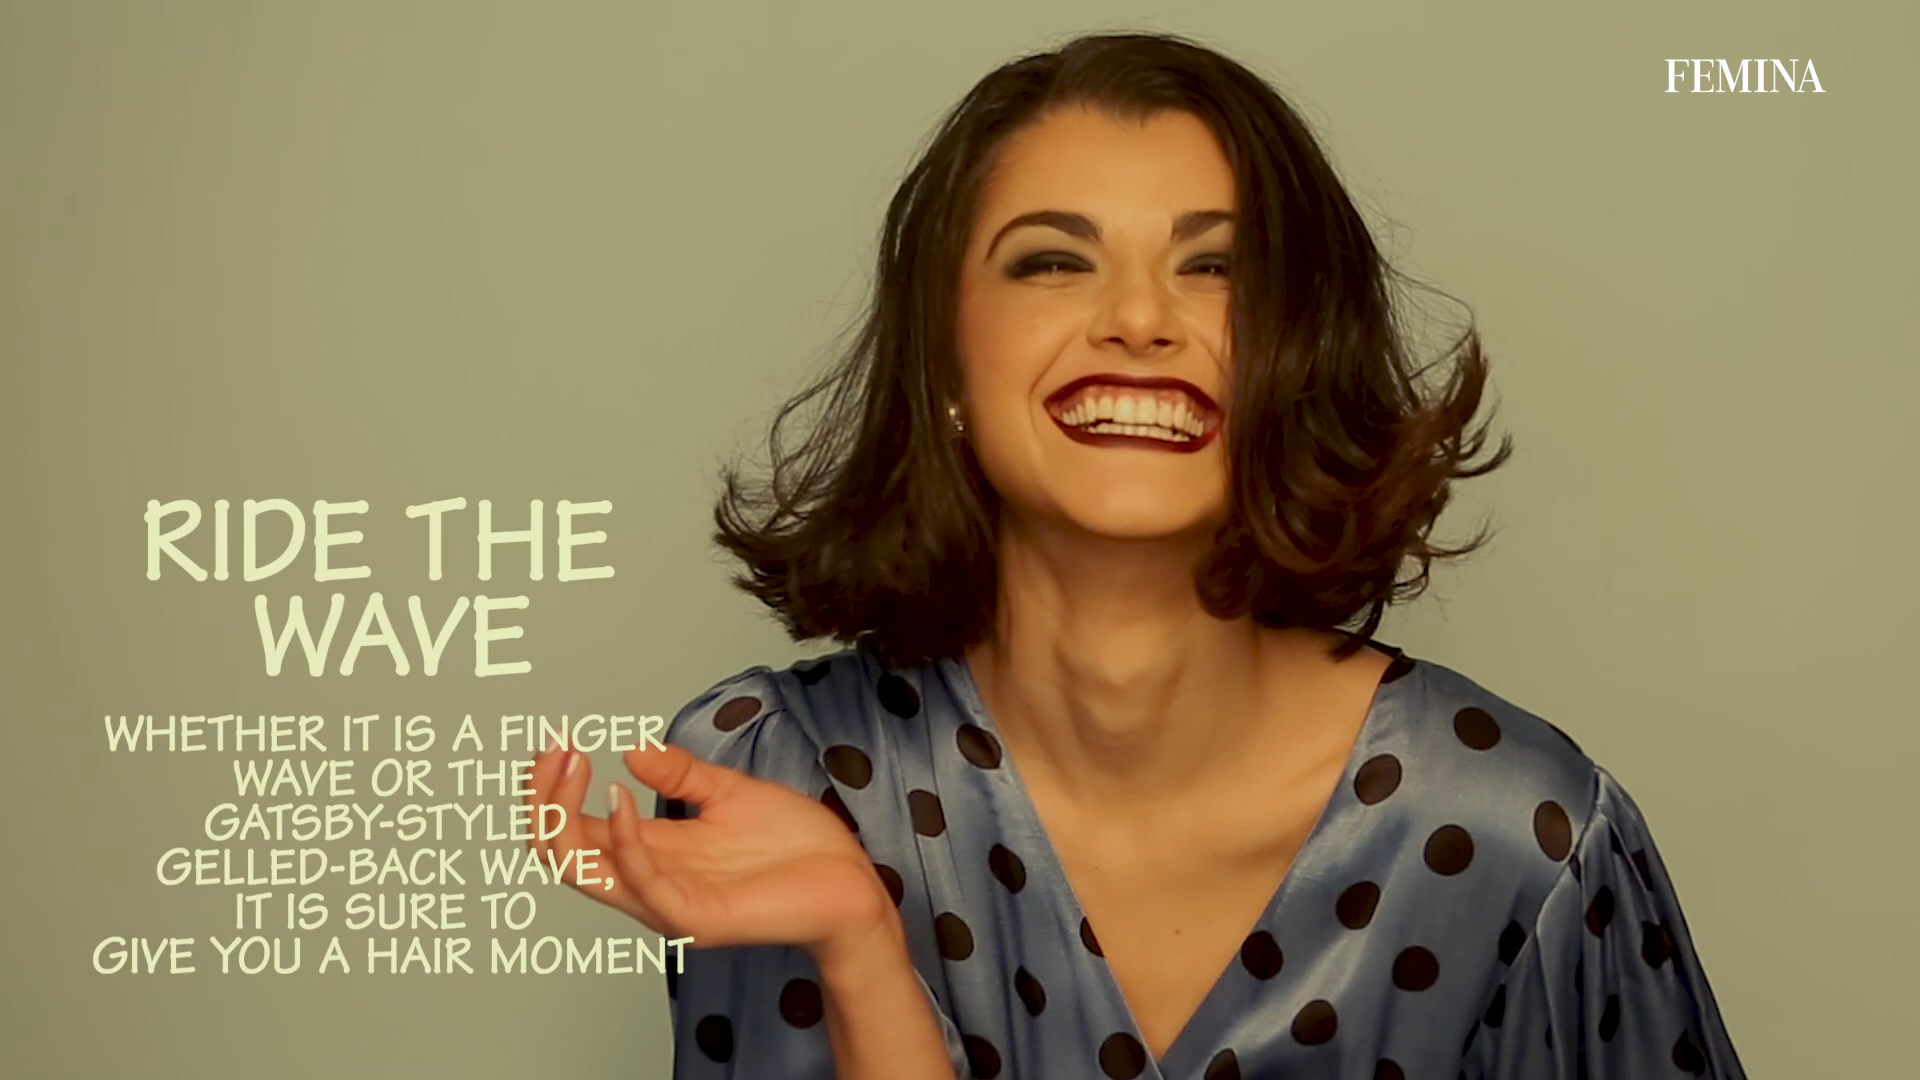 FEMINA
RIDE THE
WAVE
WHETHER IT IS A FINGER
WAVE OR THE
GATSBY-STYLED
GELLED-BACK WAVE,
IT IS SURE TO
GIVE YOU A HAIR MOMENT